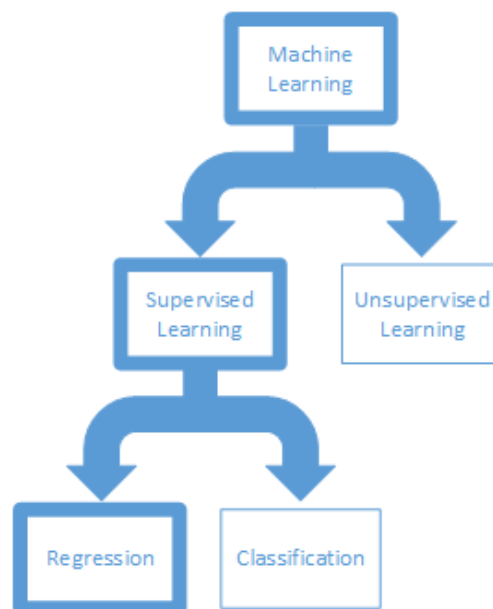 Machine
Learning
Supervised
Learning
Unsupervised
Learning
Regression
Classification